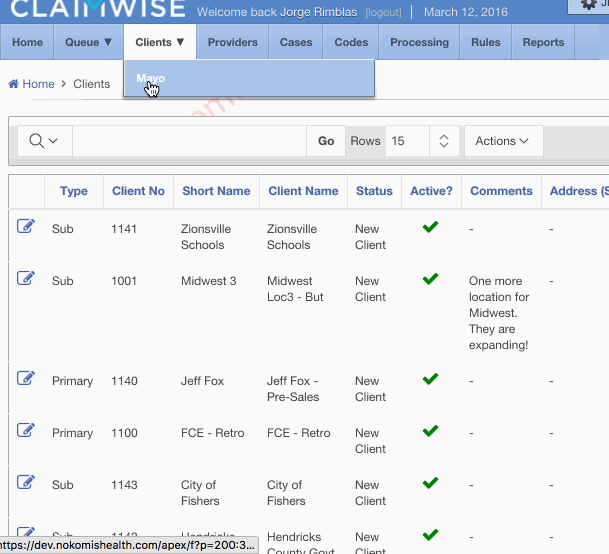 CLAIMWISE
Welcome back Jorge Rimblas [logout] | March 12, 2016
Home Queue ▼ Clients ▼ Providers Cases Codes Processing Rules Reports
Mayo
Home > Clients
Go Rows 15 Actions
Type Client No Short Name Client Name Status Active? Comments Address (S
Sub 1141 Zionsville Zionsville New - -
Schools Schools Client
Sub 1001 Midwest 3 Midwest New One more -
Loc3 - But Client location for
Midwest.
They are
expanding!
Primary 1140 Jeff Fox Jeff Fox - New - -
Pre-Sales Client
Primary 1100 FCE - Retro FCE - Retro New - -
Client
Sub 1143 City of City of New - -
Fishers Fishers Client
Sub 1142 Hendricks Hendricks New - -
County Govt Client
https://dev.nokomishealth.com/apex/f?p=200:3...